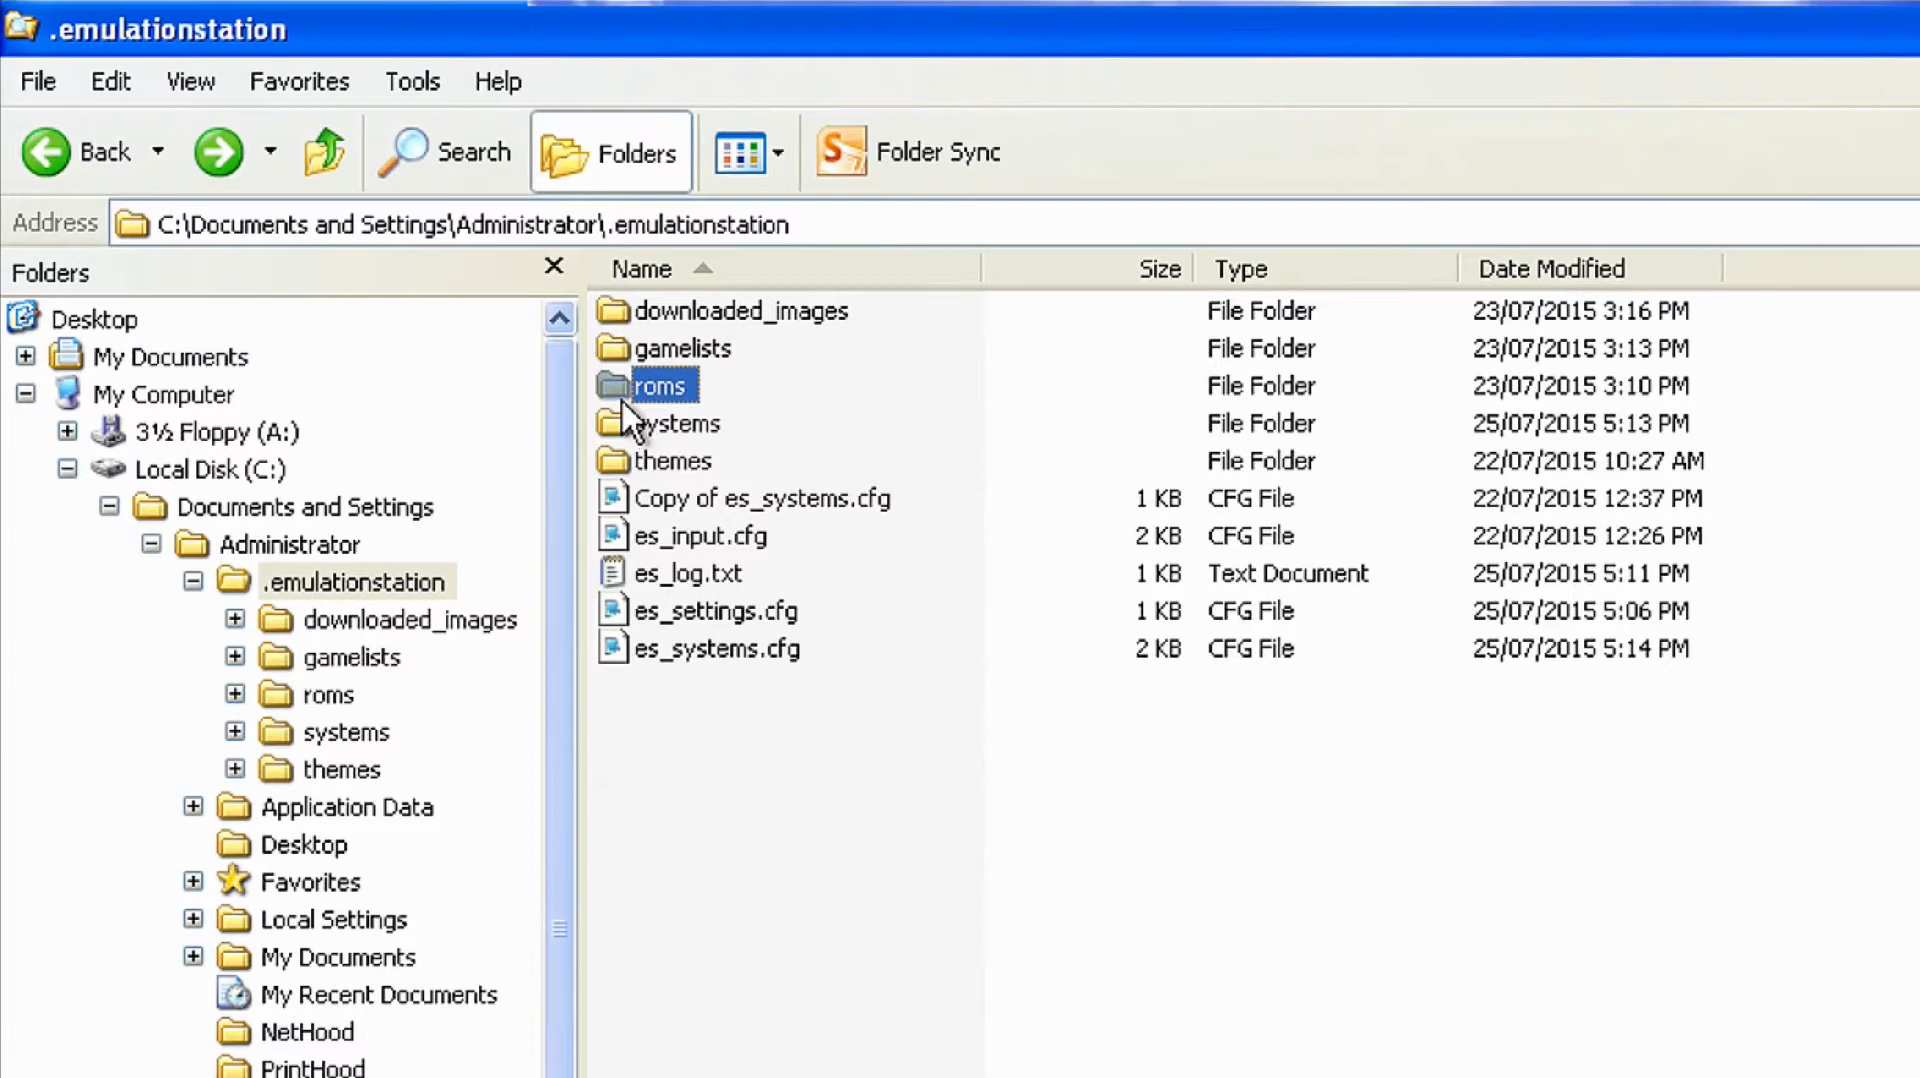 .emulationstation
File Edit View Favorites Tools Help
Back Search Folders Folder Sync
Address C:\Documents and Settings\Administrator\.emulationstation
Folders
Name Size Type Date Modified
Desktop
My Documents
My Computer
3½ Floppy (A:)
Local Disk (C:)
Documents and Settings
Administrator
.emulationstation
downloaded_images
gamelists
roms
systems
themes
Application Data
Desktop
Favorites
Local Settings
My Documents
My Recent Documents
NetHood
PrintHood
downloaded_images File Folder 23/07/2015 3:16 PM
gamelists File Folder 23/07/2015 3:13 PM
roms File Folder 23/07/2015 3:10 PM
systems File Folder 25/07/2015 5:13 PM
themes File Folder 22/07/2015 10:27 AM
Copy of es_systems.cfg 1 KB CFG File 22/07/2015 12:37 PM
es_input.cfg 2 KB CFG File 22/07/2015 12:26 PM
es_log.txt 1 KB Text Document 25/07/2015 5:11 PM
es_settings.cfg 1 KB CFG File 25/07/2015 5:06 PM
es_systems.cfg 2 KB CFG File 25/07/2015 5:14 PM